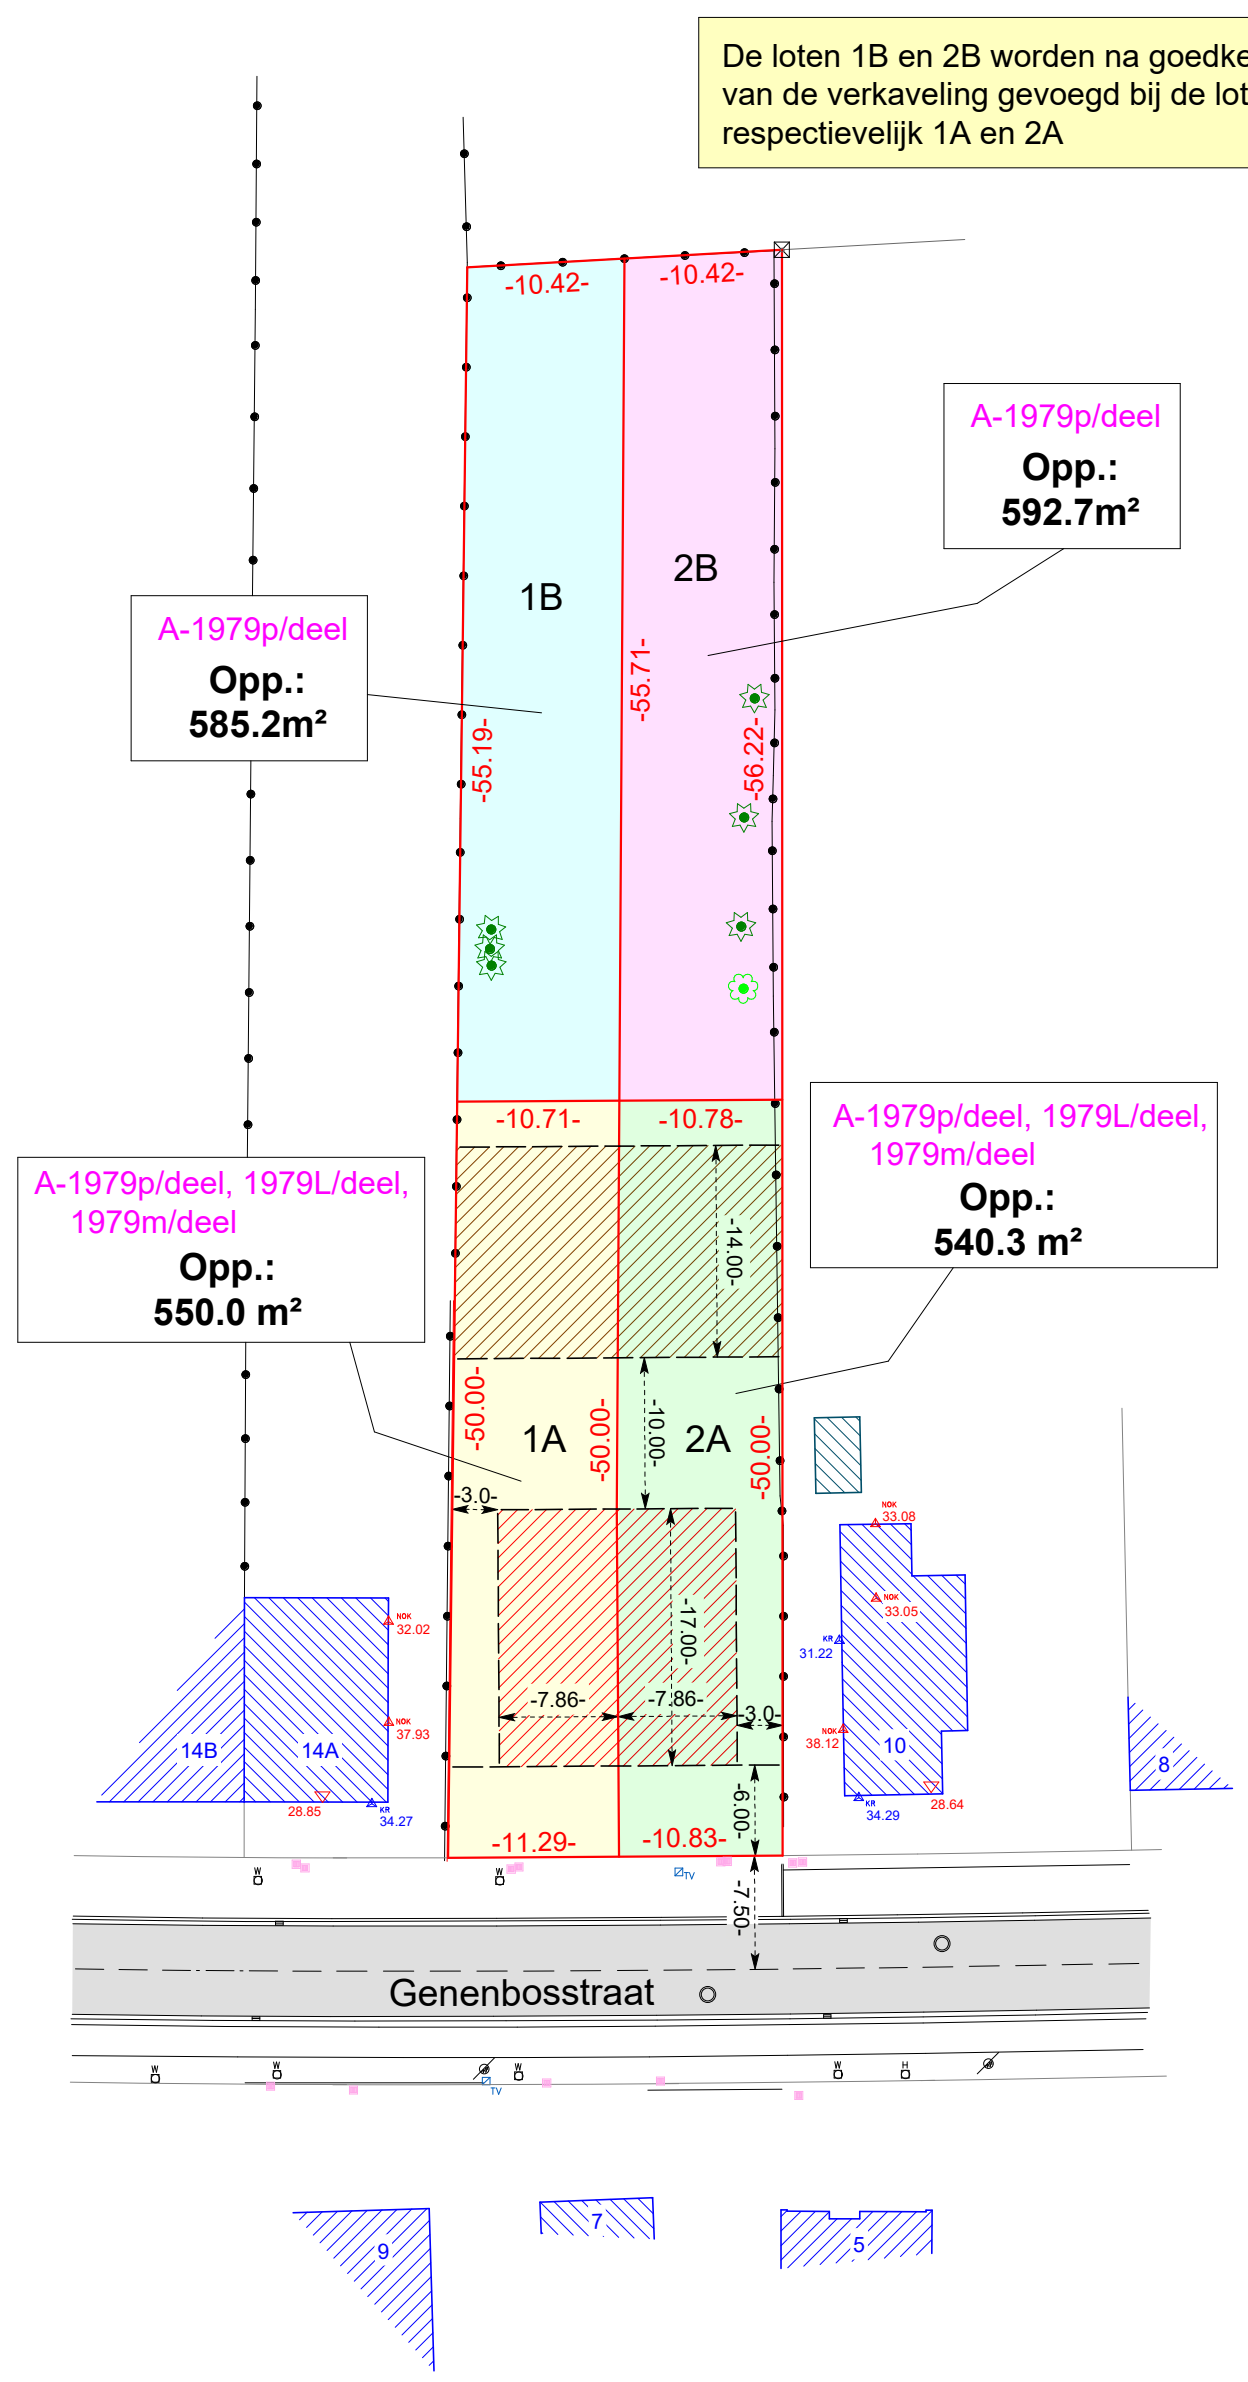 De loten 1B en 2B worden na goedke
van de verkaveling gevoegd bij de lot
respectievelijk 1A en 2A
-10.42-
-10.42-
A-1979p/deel
Opp.:
592.7m²
1B
2B
A-1979p/deel
Opp.:
585.2m²
-55.19-
-55.71-
-56.22-
-10.71-
-10.78-
A-1979p/deel, 1979L/deel,
1979m/deel
Opp.:
540.3 m²
A-1979p/deel, 1979L/deel,
1979m/deel
Opp.:
550.0 m²
-14.00-
-50.00-
-50.00-
-10.00-
-50.00-
1A
2A
-3.0-
NOK
33.08
NOK
33.05
NOK
32.02
KR
31.22
-17.00-
-7.86-
-7.86-
-3.0-
NOK
37.93
NOK
38.12
14B
14A
10
8
28.85
KR
34.27
KR
34.29
28.64
-6.00-
-11.29-
-10.83-
W
W
TV
-7.50-
Genenbosstraat
W
W
W
W
H
TV
9
7
5